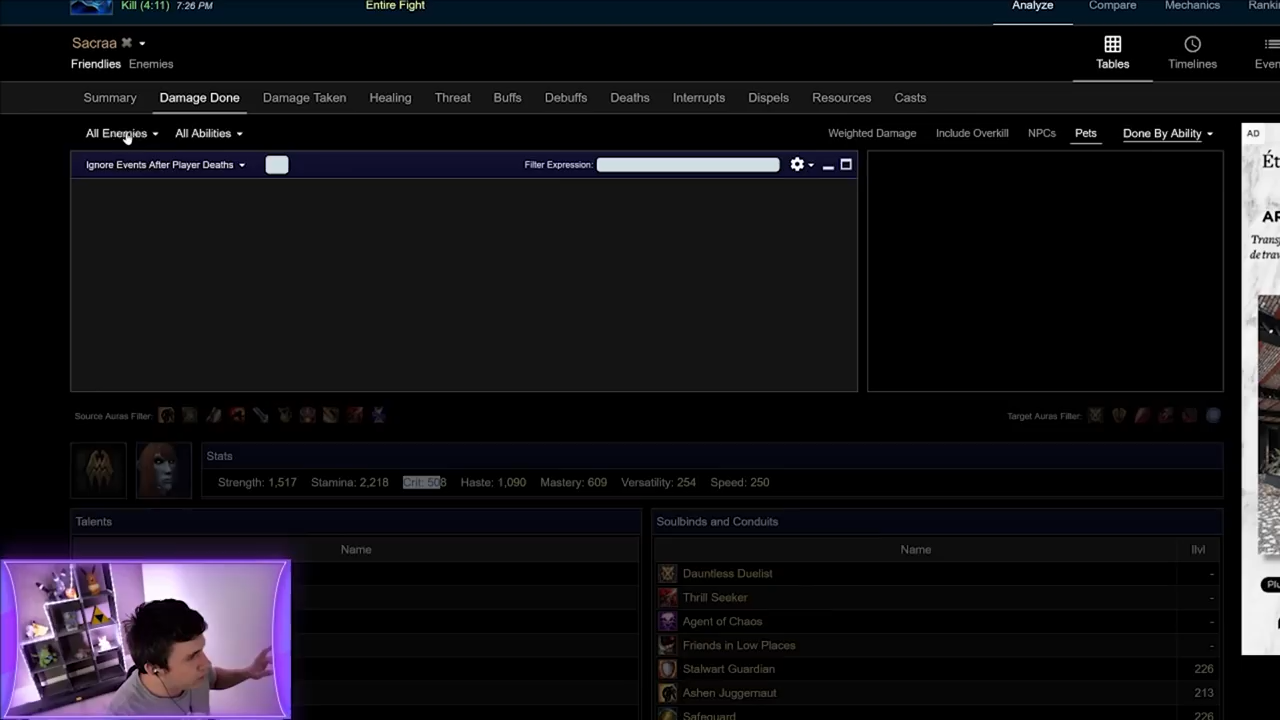 Kill (4:11) 7:26 PM
Entire Fight
Analyze
Compare
Mechanics
Sacraa
Friendlies Enemies
Tables
Timelines
Summary Damage Done Damage Taken Healing Threat Buffs Debuffs Deaths Interrupts Dispels Resources Casts
All Enemies All Abilities
Weighted Damage Include Overkill NPCs Pets Done By Ability
AD
Ignore Events After Player Deaths
Filter Expression:
Source Auras Filter:
Target Auras Filter:
Stats
Strength: 1,517 Stamina: 2,218 Crit: 508 Haste: 1,090 Mastery: 609 Versatility: 254 Speed: 250
Talents
Name
Soulbinds and Conduits
Name Ilvl
Dauntless Duelist -
Thrill Seeker -
Agent of Chaos -
Friends in Low Places -
Stalwart Guardian 226
Ashen Juggernaut 213
Safeguard 226